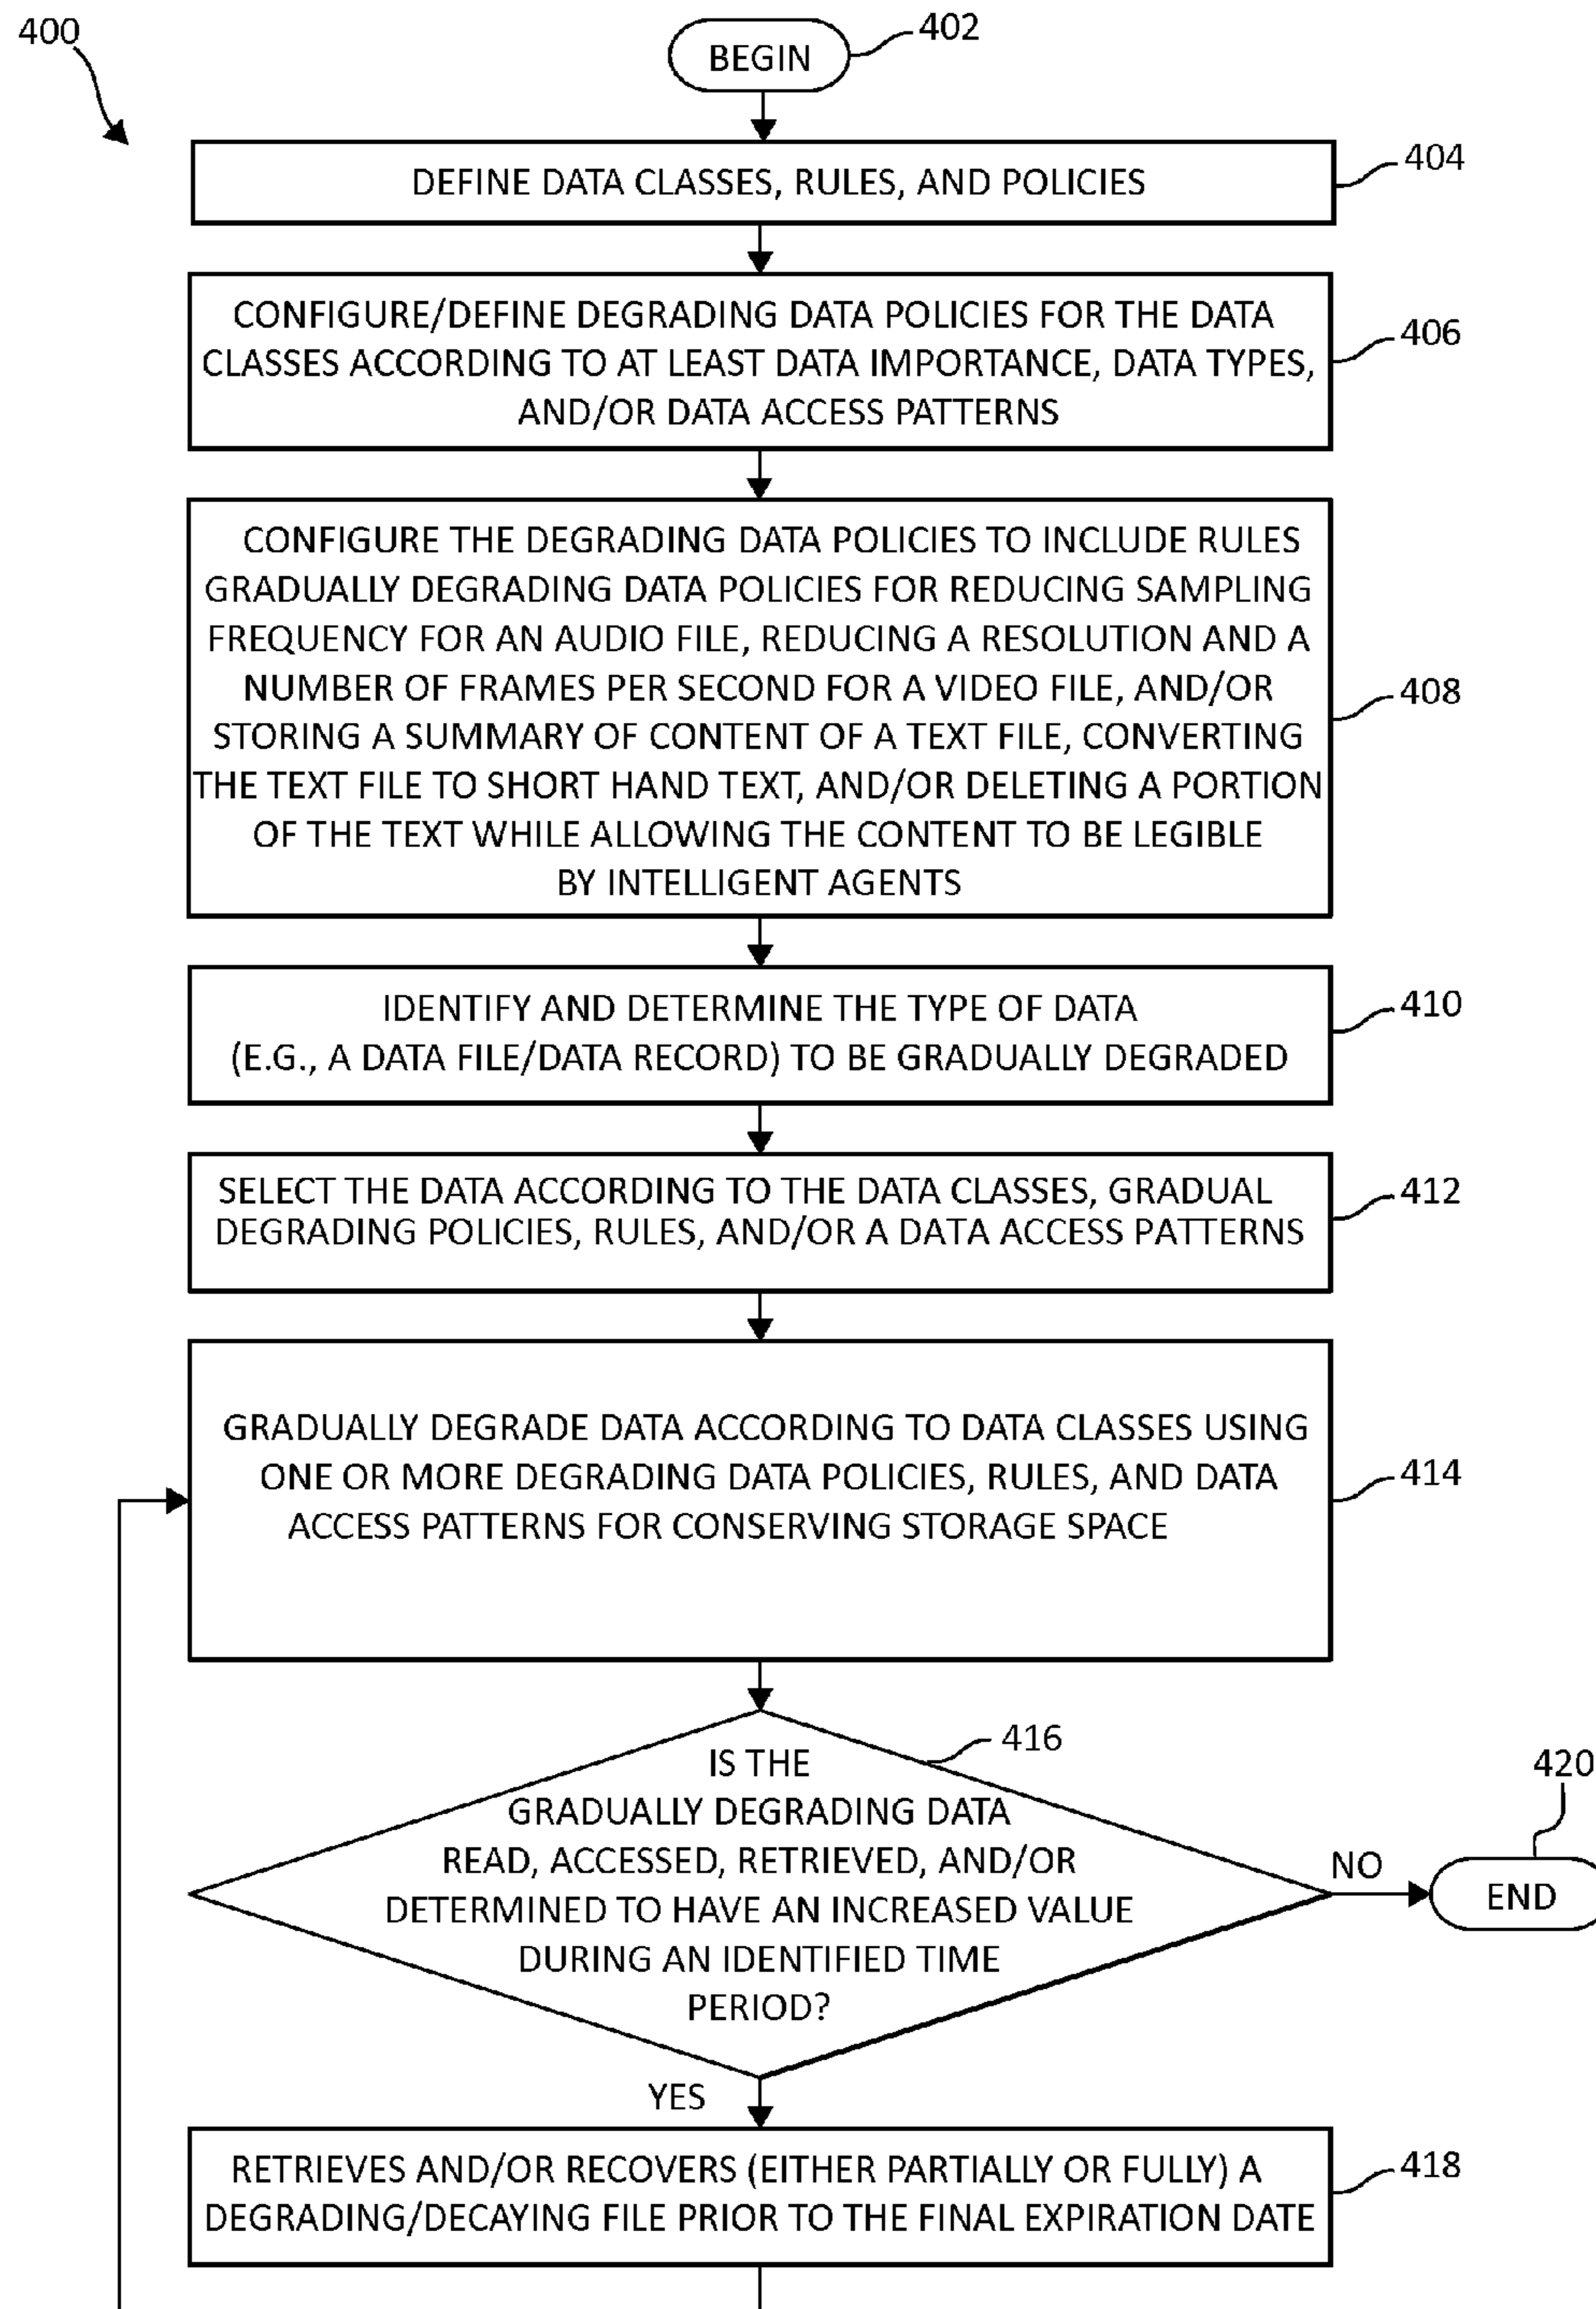 400
BEGIN
402
DEFINE DATA CLASSES, RULES, AND POLICIES
404
CONFIGURE/DEFINE DEGRADING DATA POLICIES FOR THE DATA
CLASSES ACCORDING TO AT LEAST DATA IMPORTANCE, DATA TYPES,
AND/OR DATA ACCESS PATTERNS
406
CONFIGURE THE DEGRADING DATA POLICIES TO INCLUDE RULES
GRADUALLY DEGRADING DATA POLICIES FOR REDUCING SAMPLING
FREQUENCY FOR AN AUDIO FILE, REDUCING A RESOLUTION AND A
NUMBER OF FRAMES PER SECOND FOR A VIDEO FILE, AND/OR
STORING A SUMMARY OF CONTENT OF A TEXT FILE, CONVERTING
THE TEXT FILE TO SHORT HAND TEXT, AND/OR DELETING A PORTION
OF THE TEXT WHILE ALLOWING THE CONTENT TO BE LEGIBLE
BY INTELLIGENT AGENTS
408
IDENTIFY AND DETERMINE THE TYPE OF DATA
(E.G., A DATA FILE/DATA RECORD) TO BE GRADUALLY DEGRADED
410
SELECT THE DATA ACCORDING TO THE DATA CLASSES, GRADUAL
DEGRADING POLICIES, RULES, AND/OR A DATA ACCESS PATTERNS
412
GRADUALLY DEGRADE DATA ACCORDING TO DATA CLASSES USING
ONE OR MORE DEGRADING DATA POLICIES, RULES, AND DATA
ACCESS PATTERNS FOR CONSERVING STORAGE SPACE
414
IS THE
GRADUALLY DEGRADING DATA
READ, ACCESSED, RETRIEVED, AND/OR
DETERMINED TO HAVE AN INCREASED VALUE
DURING AN IDENTIFIED TIME
PERIOD?
416
NO
420
END
YES
RETRIEVES AND/OR RECOVERS (EITHER PARTIALLY OR FULLY) A
DEGRADING/DECAYING FILE PRIOR TO THE FINAL EXPIRATION DATE
418